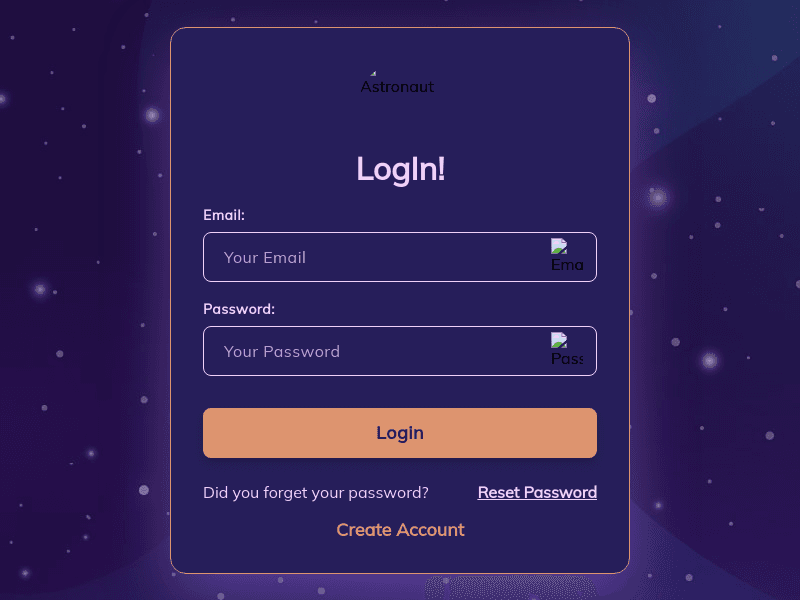 Astronaut
LogIn!
Email:
Your Email
Ema
Password:
Your Password
Pass
Login
Did you forget your password? Reset Password
Create Account